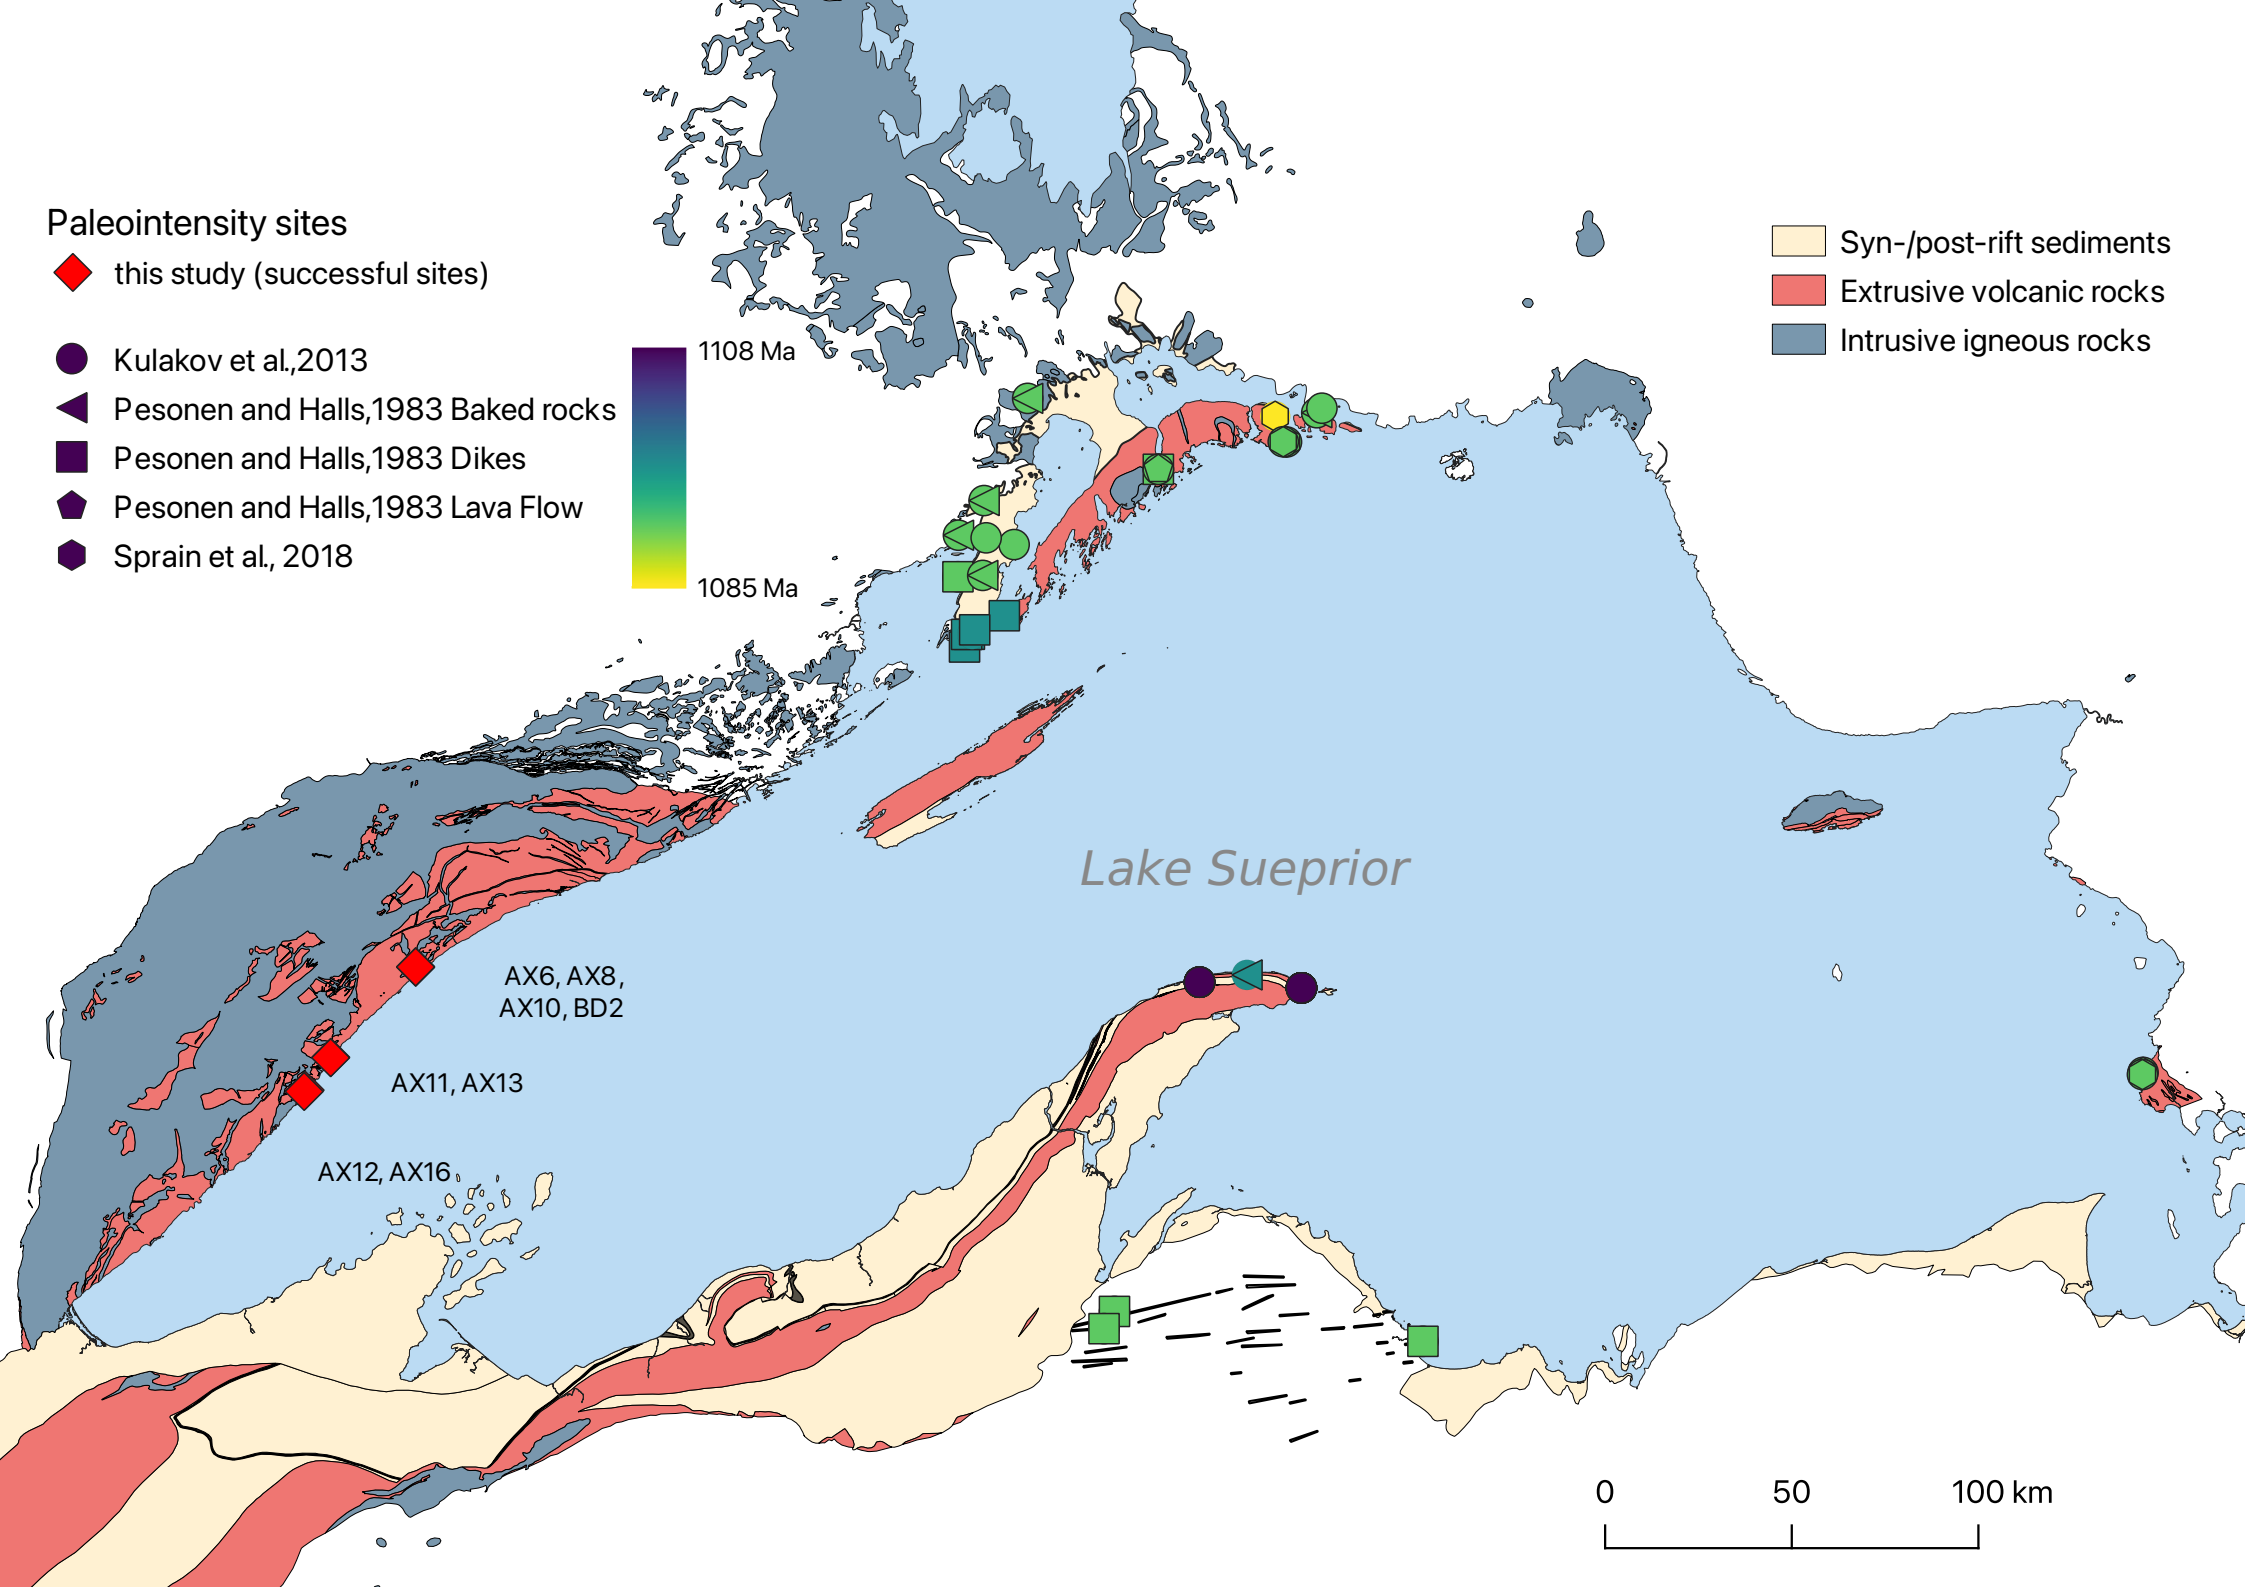 Paleointensity sites
this study (successful sites)
Kulakov et al.,2013
Pesonen and Halls,1983 Baked rocks
Pesonen and Halls,1983 Dikes
Pesonen and Halls,1983 Lava Flow
Sprain et al., 2018
1108 Ma
1085 Ma
Syn-/post-rift sediments
Extrusive volcanic rocks
Intrusive igneous rocks
Lake Sueprior
AX6, AX8,
AX10, BD2
AX11, AX13
AX12, AX16
0 50 100 km